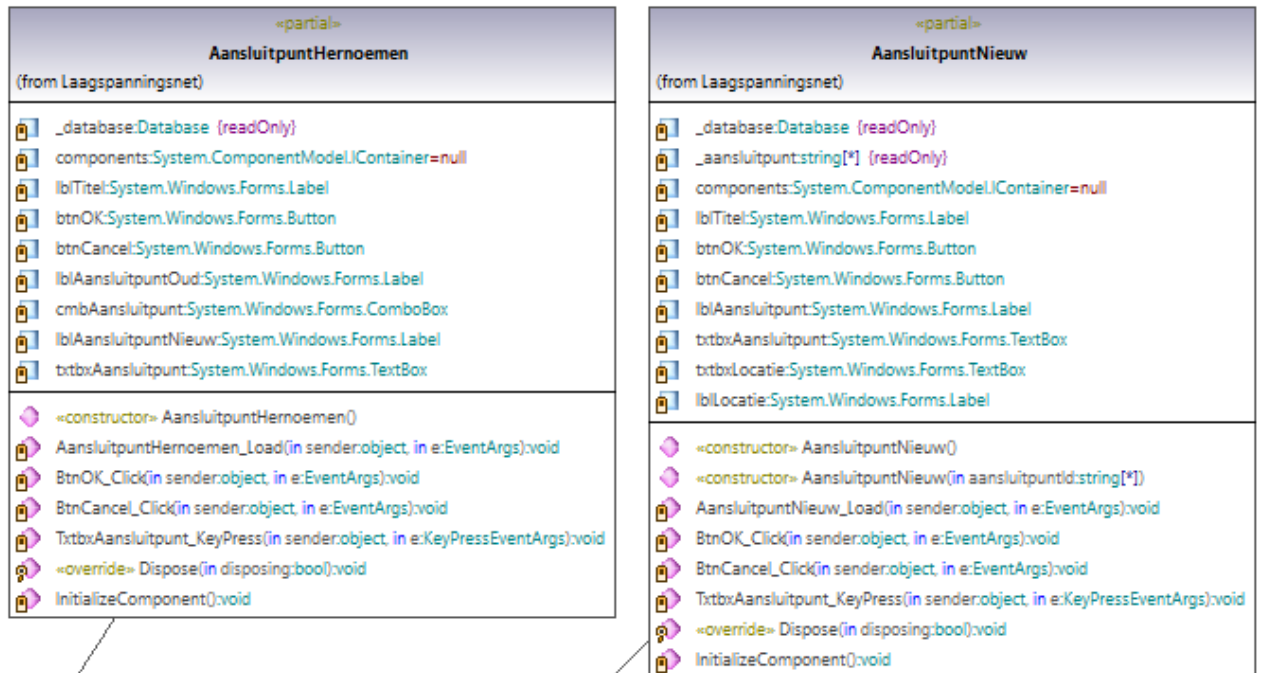 «partial»
AansluitpuntHernoemen
(from Laagspanningsnet)
_database:Database {readOnly}
components:System.ComponentModel.IContainer=null
lblTitel:System.Windows.Forms.Label
btnOK:System.Windows.Forms.Button
btnCancel:System.Windows.Forms.Button
lblAansluitpuntOud:System.Windows.Forms.Label
cmbAansluitpunt:System.Windows.Forms.ComboBox
lblAansluitpuntNieuw:System.Windows.Forms.Label
txtbxAansluitpunt:System.Windows.Forms.TextBox
«constructor» AansluitpuntHernoemen()
AansluitpuntHernoemen_Load(in sender:object, in e:EventArgs):void
BtnOK_Click(in sender:object, in e:EventArgs):void
BtnCancel_Click(in sender:object, in e:EventArgs):void
TxtbxAansluitpunt_KeyPress(in sender:object, in e:KeyPressEventArgs):void
«override» Dispose(in disposing:bool):void
InitializeComponent():void
«partial»
AansluitpuntNieuw
(from Laagspanningsnet)
_database:Database {readOnly}
_aansluitpunt:string[*] {readOnly}
components:System.ComponentModel.IContainer=null
lblTitel:System.Windows.Forms.Label
btnOK:System.Windows.Forms.Button
btnCancel:System.Windows.Forms.Button
lblAansluitpunt:System.Windows.Forms.Label
txtbxAansluitpunt:System.Windows.Forms.TextBox
txtbxLocatie:System.Windows.Forms.TextBox
lblLocatie:System.Windows.Forms.Label
«constructor» AansluitpuntNieuw()
«constructor» AansluitpuntNieuw(in aansluitpuntId:string[*])
AansluitpuntNieuw_Load(in sender:object, in e:EventArgs):void
BtnOK_Click(in sender:object, in e:EventArgs):void
BtnCancel_Click(in sender:object, in e:EventArgs):void
TxtbxAansluitpunt_KeyPress(in sender:object, in e:KeyPressEventArgs):void
«override» Dispose(in disposing:bool):void
InitializeComponent():void